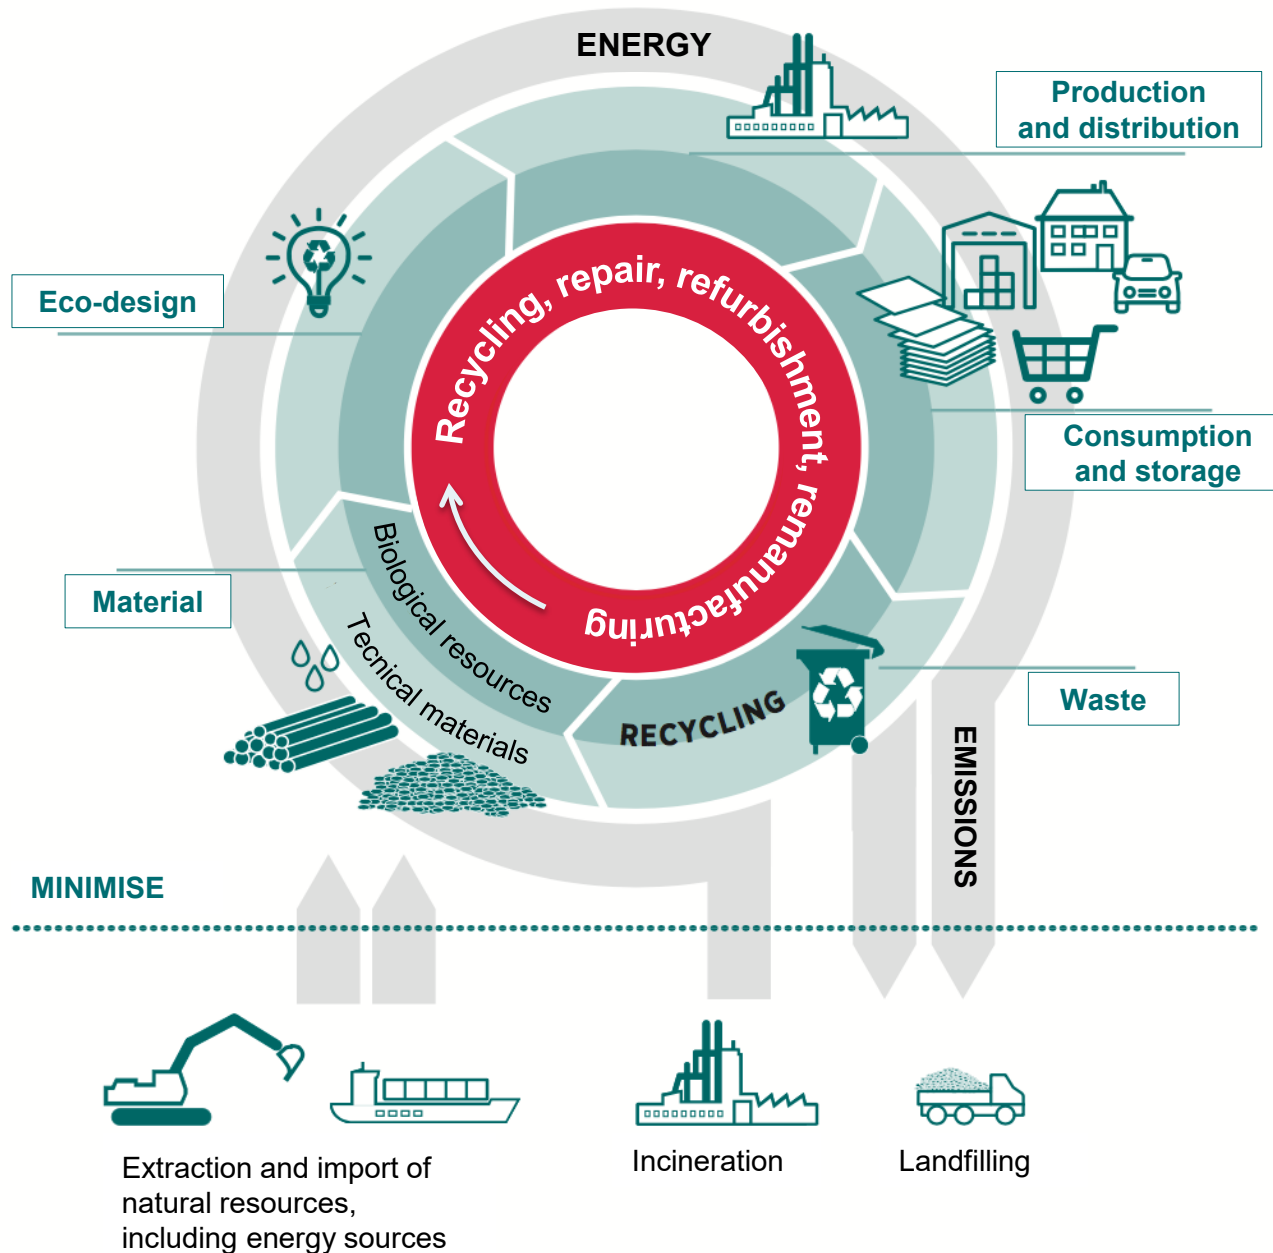 ENERGY
Production
and distribution
Eco-design
Recycling, repair, refurbishment, remanufacturing
Consumption
and storage
Material
Biological resources
Tecnical materials
RECYCLING
Waste
EMISSIONS
MINIMISE
Extraction and import of
natural resources,
including energy sources
Incineration
Landfilling